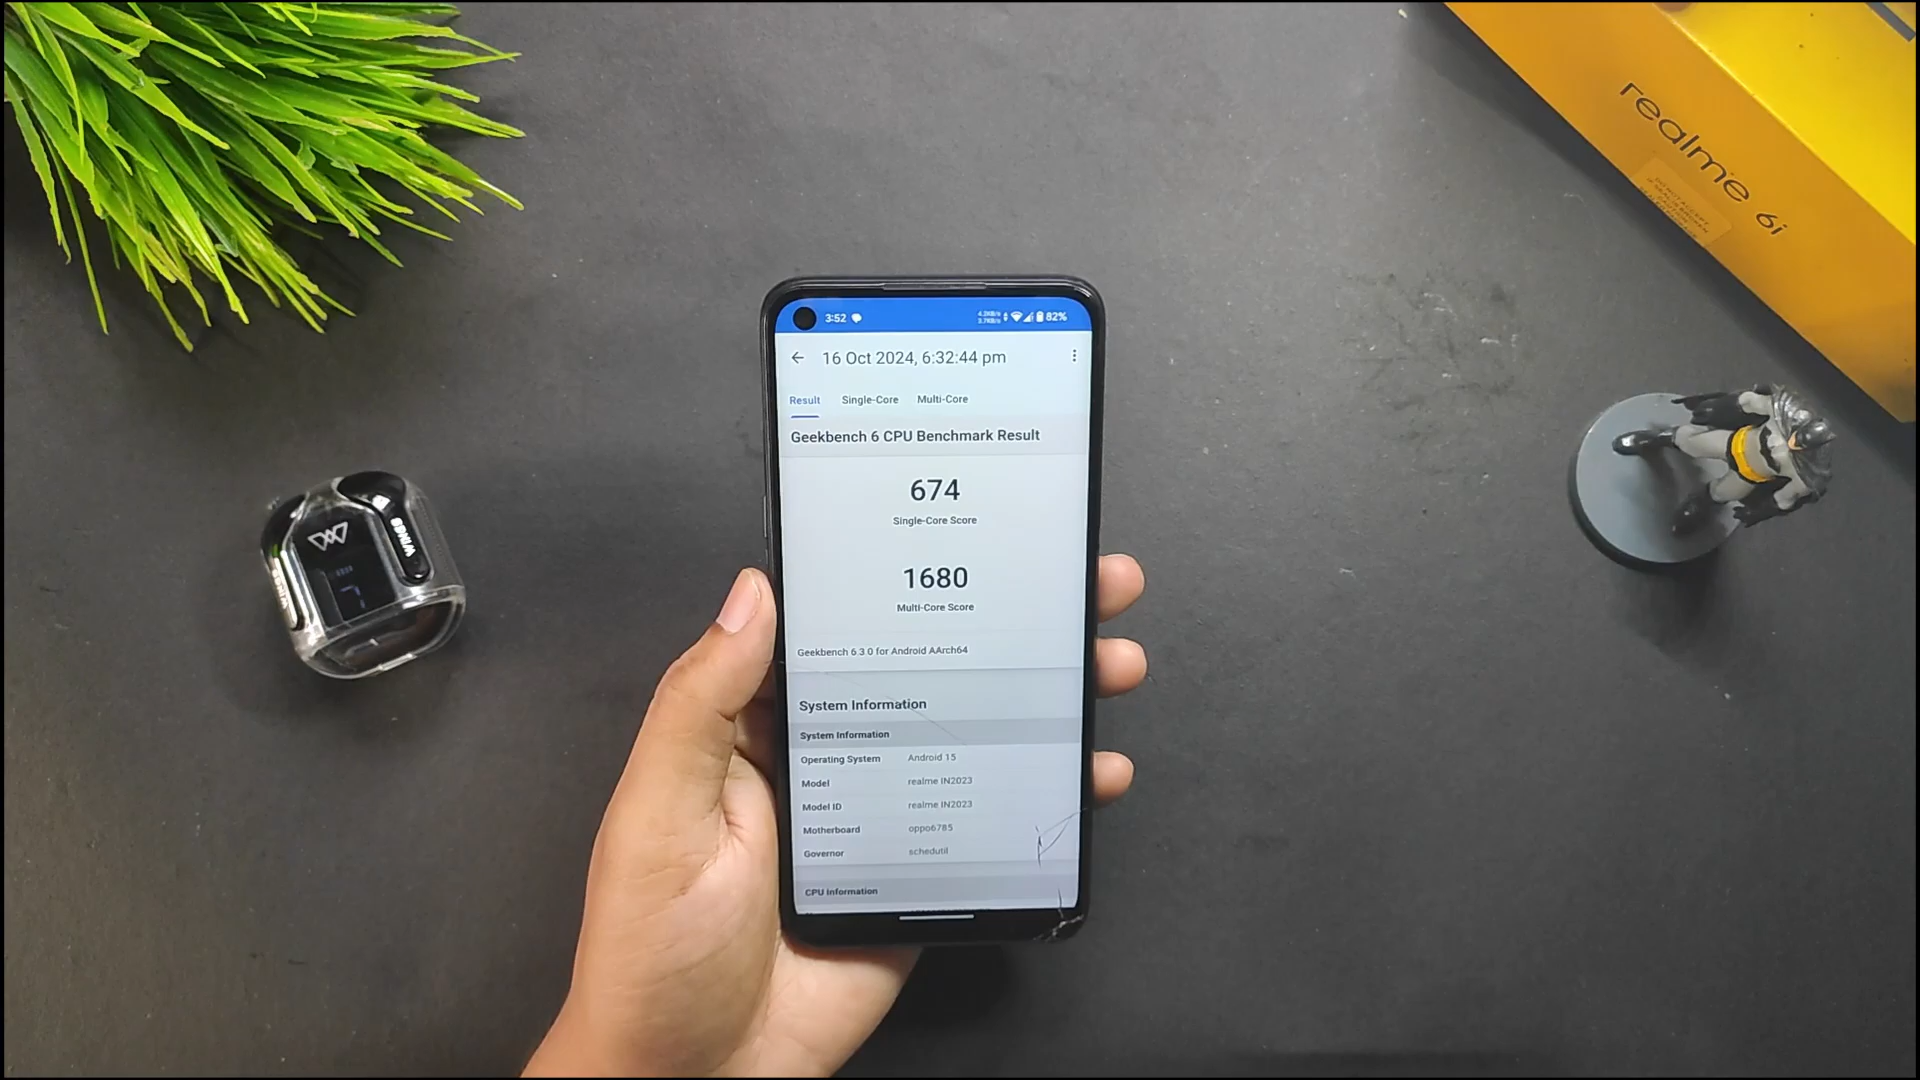 realme 6i
3:52
82%
16 Oct 2024, 6:32:44 pm
Result Single-Core Multi-Core
Geekbench 6 CPU Benchmark Result
674
Single-Core Score
1680
Multi-Core Score
Geekbench 6.3.0 for Android AArch64
System Information
System Information
Operating System Android 15
Model realme IN2023
Model ID realme IN2023
Motherboard oppo6785
Governor schedutil
CPU Information
WINGS
WINGS